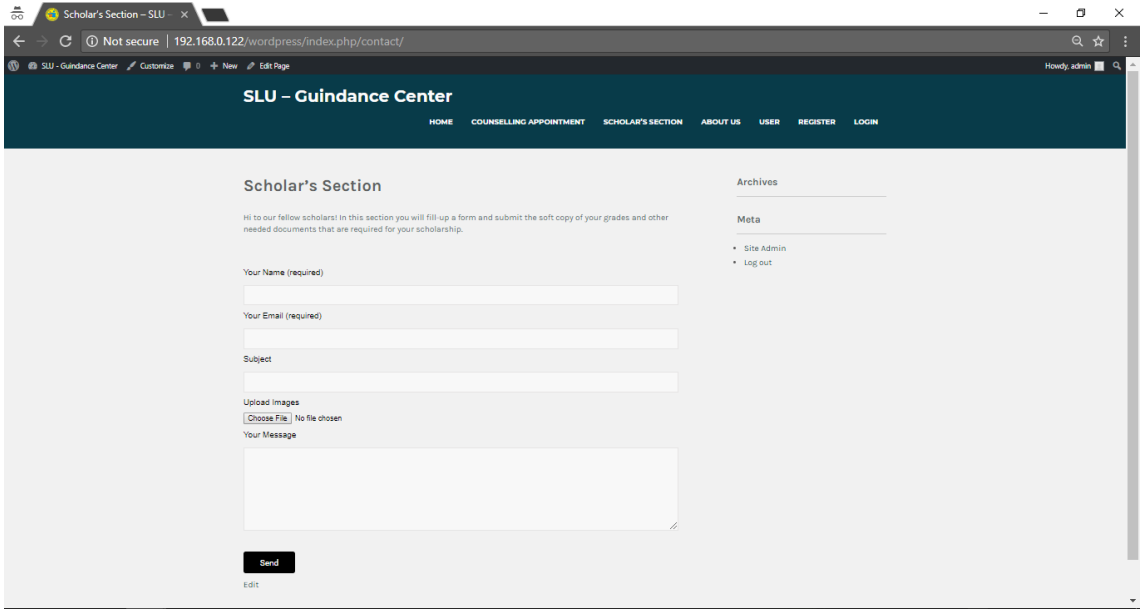 Scholar's Section – SLU –
Not secure | 192.168.0.122/wordpress/index.php/contact/
SLU - Guindance Center Customize 0 New Edit Page Howdy, admin
SLU – Guindance Center
HOME COUNSELLING APPOINTMENT SCHOLAR'S SECTION ABOUT US USER REGISTER LOGIN
Scholar's Section
Hi to our fellow scholars! In this section you will fill-up a form and submit the soft copy of your grades and other
needed documents that are required for your scholarship.
Your Name (required)
Your Email (required)
Subject
Upload Images
Choose File No file chosen
Your Message
Send
Edit
Archives
Meta
• Site Admin
• Log out